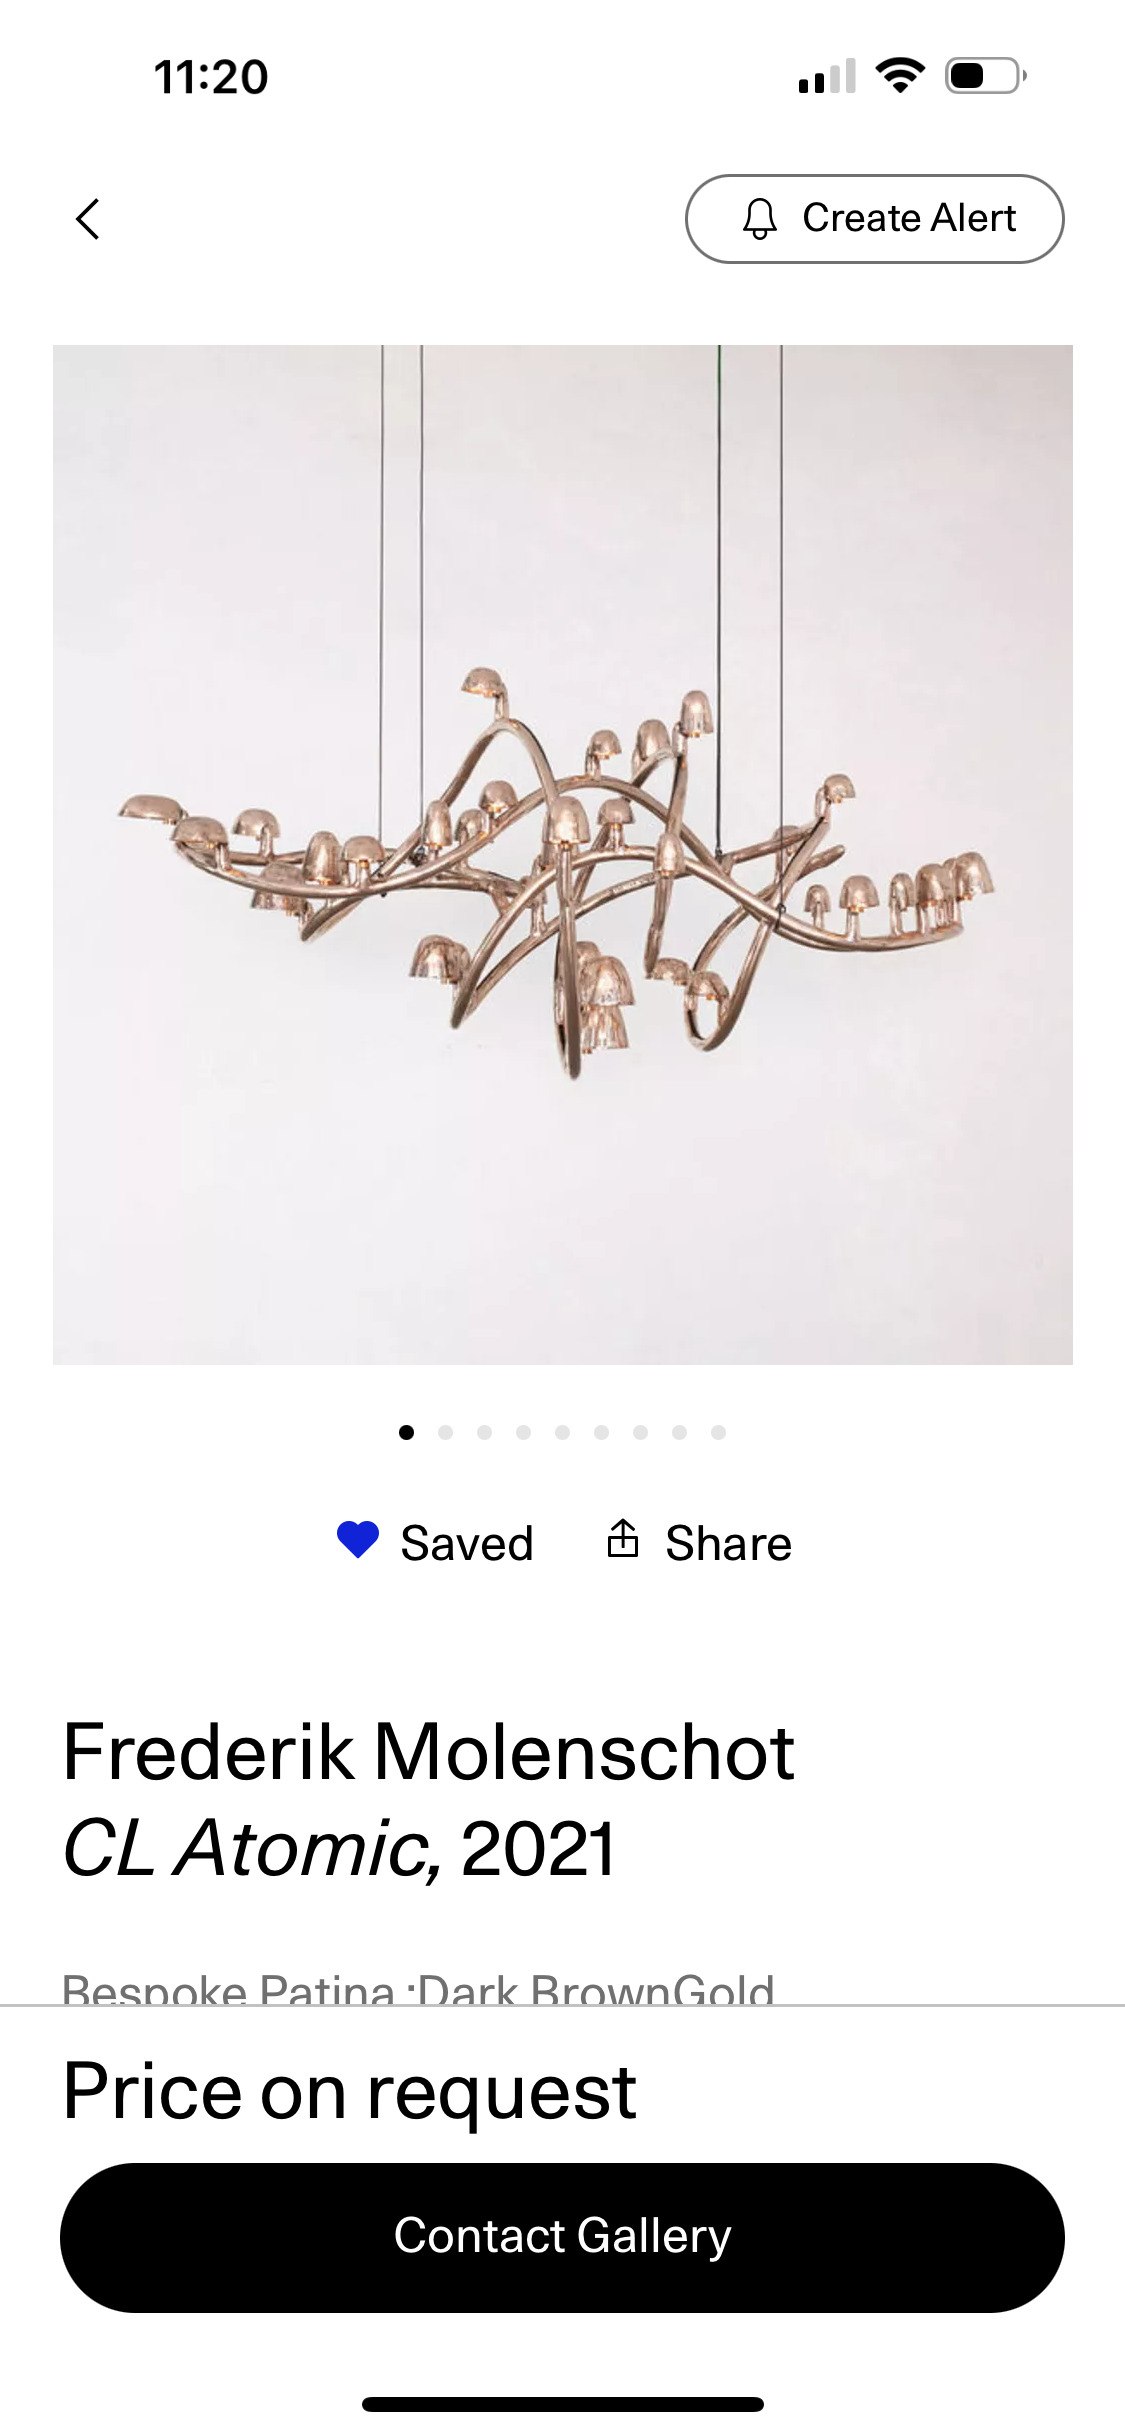 11:20
Create Alert
Saved Share
Frederik Molenschot
CL Atomic, 2021
Bespoke Patina :Dark BrownGold
Price on request
Contact Gallery